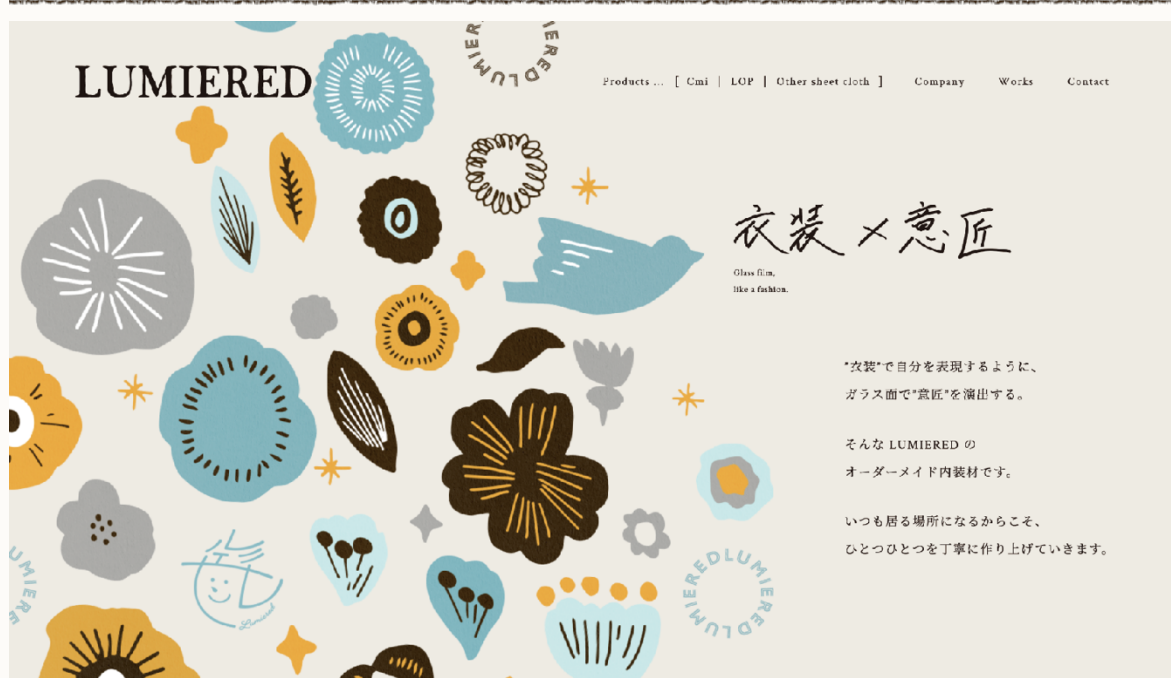 LUMIERED
Products ... [ Cmi | LOP | Other sheet cloth ] Company Works Contact
LUMIERED
衣装×意匠
Glass film,
like a fashion.
"衣装"で自分を表現するように、
ガラス面で"意匠"を演出する。
そんな LUMIERED の
オーダーメイド内装材です。
いつも居る場所になるからこそ、
ひとつひとつを丁寧に作り上げていきます。
LUMIERED
Lumiered
LUMIEREDLUMIERED